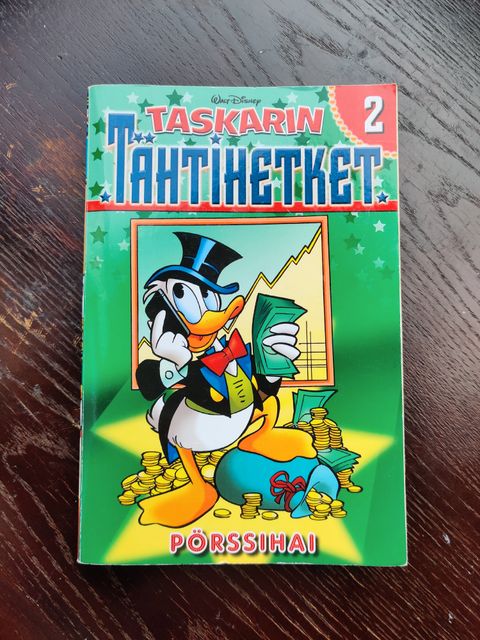 Walt Disney
TASKARIN
2
TÄHTIHETKET
PÖRSSIHAI